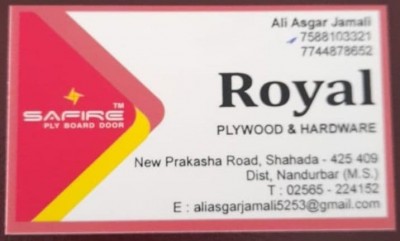 Ali Asgar Jamali
7588103321
7744878652
SAFIRE TM
PLY BOARD DOOR
Royal
PLYWOOD & HARDWARE
New Prakasha Road, Shahada - 425 409
Dist, Nandurbar (M.S.)
T : 02565 - 224152
E : aliasgarjamali5253@gmail.com